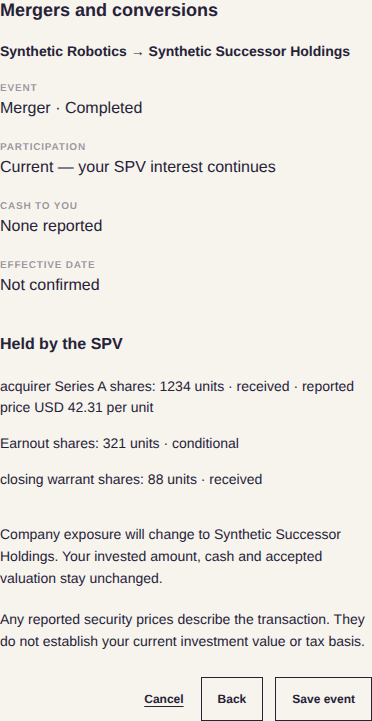 Mergers and conversions
Synthetic Robotics → Synthetic Successor Holdings
EVENT
Merger · Completed
PARTICIPATION
Current — your SPV interest continues
CASH TO YOU
None reported
EFFECTIVE DATE
Not confirmed
Held by the SPV
acquirer Series A shares: 1234 units · received · reported
price USD 42.31 per unit
Earnout shares: 321 units · conditional
closing warrant shares: 88 units · received
Company exposure will change to Synthetic Successor
Holdings. Your invested amount, cash and accepted
valuation stay unchanged.
Any reported security prices describe the transaction. They
do not establish your current investment value or tax basis.
Cancel Back Save event